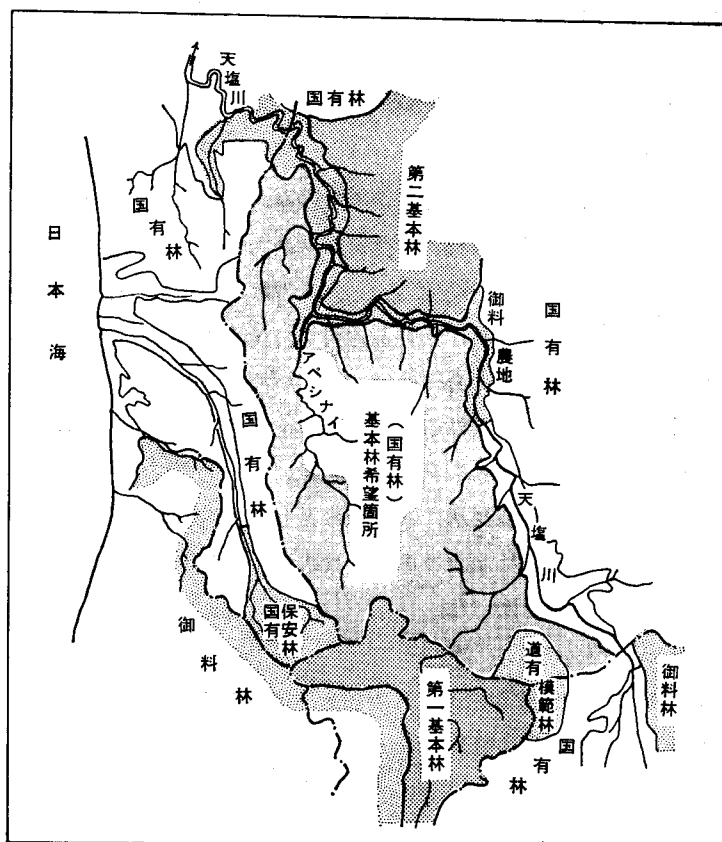 天塩川
国有林
第二基本林
国有林
日本海
御料
農地
国有林
アベシナイ
(国有林)
基本林希望箇所
国有林
天塩川
保安林
国有
御料林
道有
模範林
御料林
第一基本林
国有林